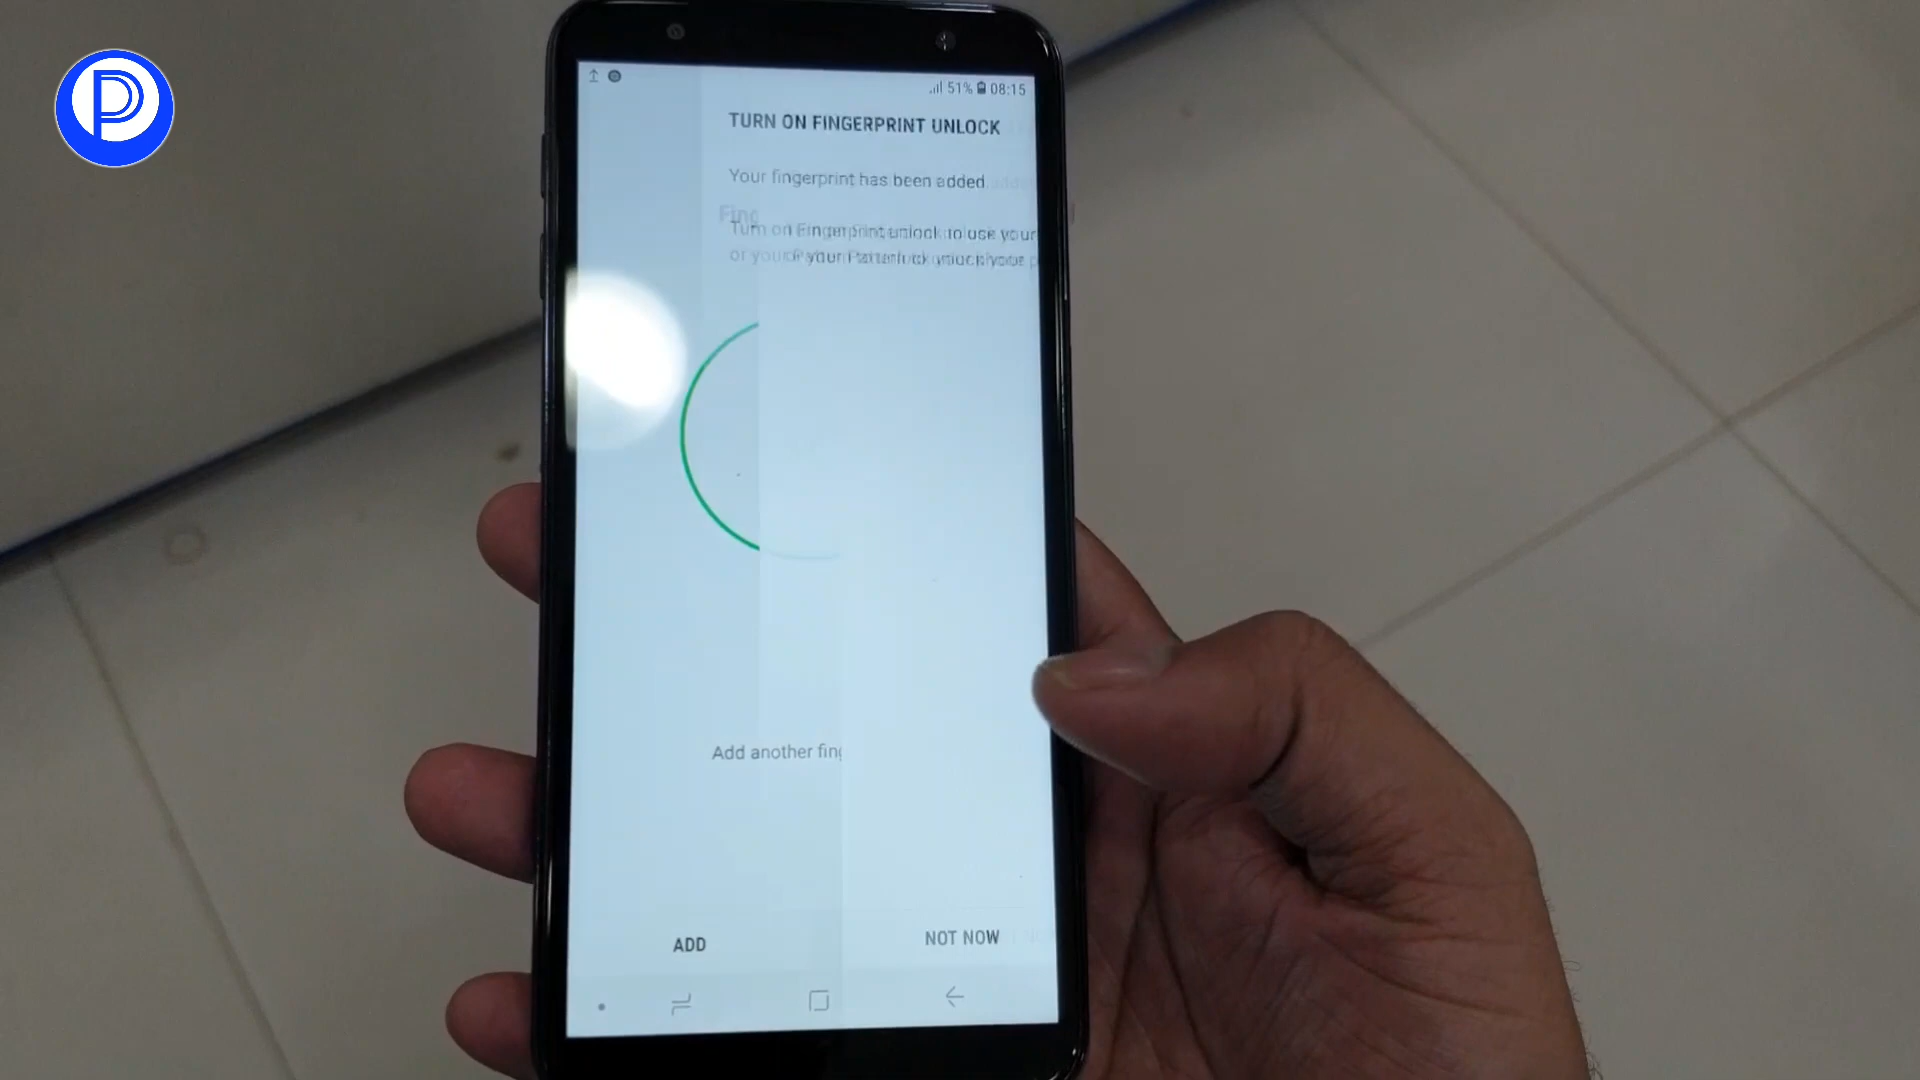 P
51% 08:15
TURN ON FINGERPRINT UNLOCK
Your fingerprint has been added
Fing
Turn on Fingerprint unlock to use your
or your
Add another fing
ADD
NOT NOW